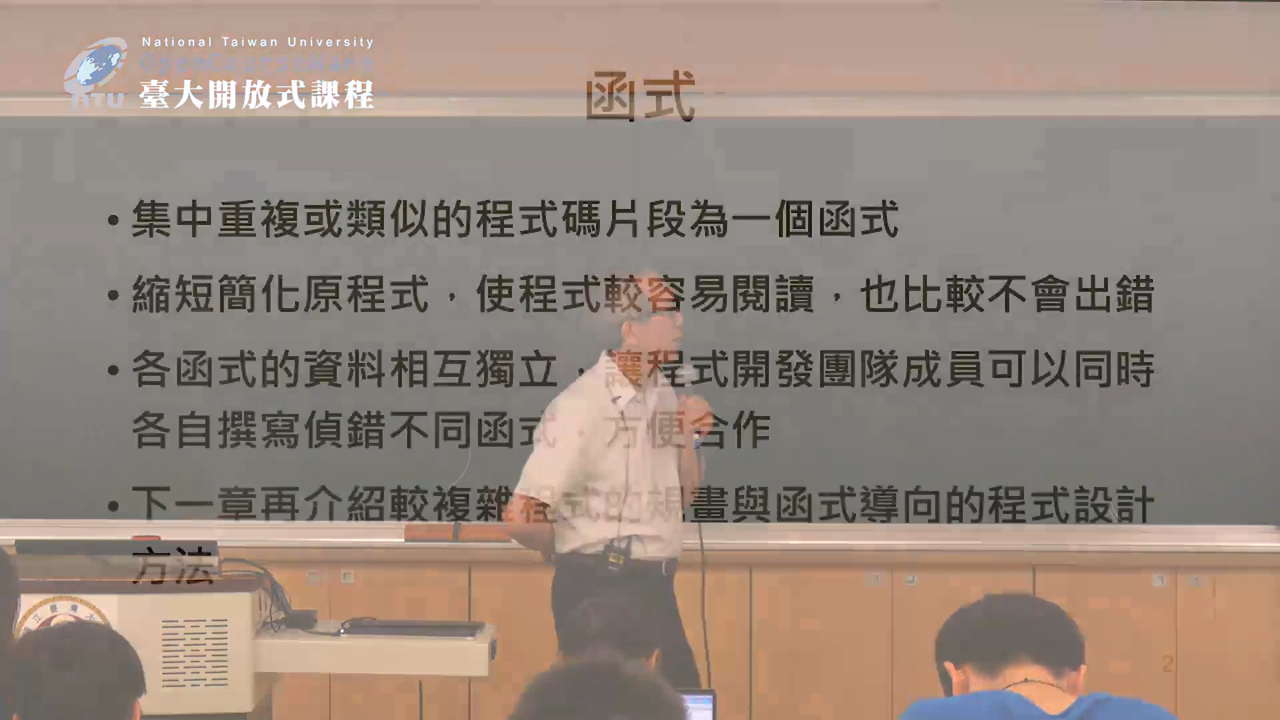 National Taiwan University
OpenCourseWare
NTU 臺大開放式課程
函式
• 集中重複或類似的程式碼片段為一個函式
• 縮短簡化原程式，使程式較容易閱讀，也比較不會出錯
• 各函式的資料相互獨立，讓程式開發團隊成員可以同時
各自撰寫偵錯不同函式，方便合作
• 下一章再介紹較複雜程式的規畫與函式導向的程式設計
方法
2